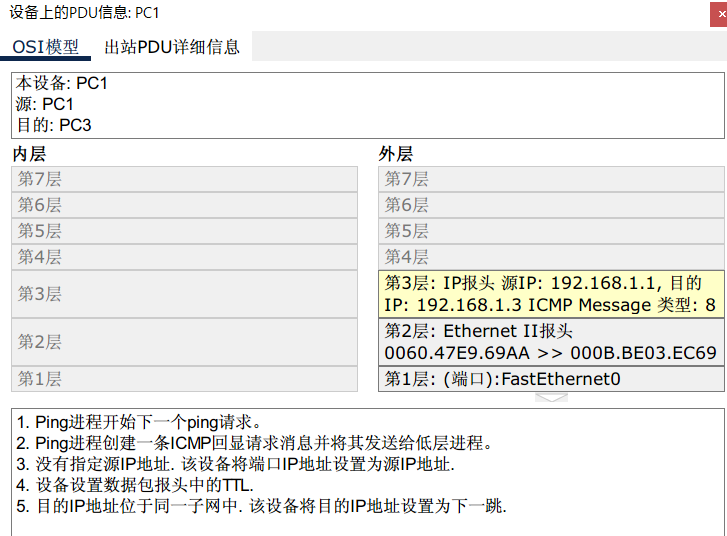 设备上的PDU信息: PC1
OSI模型 出站PDU详细信息
本设备: PC1
源: PC1
目的: PC3
内层
第7层
第6层
第5层
第4层
第3层
第2层
第1层
外层
第7层
第6层
第5层
第4层
第3层: IP报头 源IP: 192.168.1.1, 目的
IP: 192.168.1.3 ICMP Message 类型: 8
第2层: Ethernet II报头
0060.47E9.69AA >> 000B.BE03.EC69
第1层: (端口):FastEthernet0
1. Ping进程开始下一个ping请求。
2. Ping进程创建一条ICMP回显请求消息并将其发送给低层进程。
3. 没有指定源IP地址. 该设备将端口IP地址设置为源IP地址.
4. 设备设置数据包报头中的TTL.
5. 目的IP地址位于同一子网中. 该设备将目的IP地址设置为下一跳.